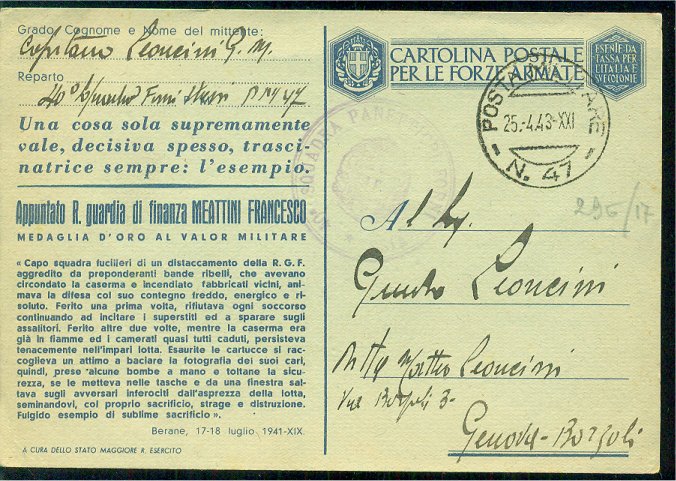 Grado, Cognome e Nome del mittente:
Capitano Leoncini G. M.
Reparto
40°
P M 47
Una cosa sola supremamente
vale, decisiva spesso, trasci-
natrice sempre: l'esempio.
Appuntato R. guardia di finanza MEATTINI FRANCESCO
MEDAGLIA D'ORO AL VALOR MILITARE
« Capo squadra fucilieri di un distaccamento della R. G. F.
aggredito da preponderanti bande ribelli, che avevano
circondato la caserma e incendiato fabbricati vicini, ani-
mava la difesa col suo contegno freddo, energico e ri-
soluto. Ferito una prima volta, rifiutava ogni soccorso
continuando ad incitare i superstiti ed a sparare sugli
assalitori. Ferito altre due volte, mentre la caserma era
già in fiamme ed i camerati quasi tutti caduti, persisteva
tenacemente nell'impari lotta. Esaurite le cartucce si rac-
coglieva un attimo a baciare la fotografia dei suoi cari,
quindi, prese alcune bombe a mano e toltane la sicu-
rezza, se le metteva nelle tasche e da una finestra sal-
tava sugli avversari inferociti dall'asprezza della lotta,
seminandovi, col proprio sacrificio, strage e distruzione.
Fulgido esempio di sublime sacrificio ».
Berane, 17-18 luglio 1941-XIX.
A CURA DELLO STATO MAGGIORE R. ESERCITO
CARTOLINA POSTALE
PER LE FORZE ARMATE
ESENTE DA
TASSA PER
L'ITALIA E
SVE COLONIE
POSTA MILITARE
25.4.43-XXI
N. 47
296/17
Al
Guido Leoncini
Ditta Leoncini
Borzoli 3-
Genova-Borzoli